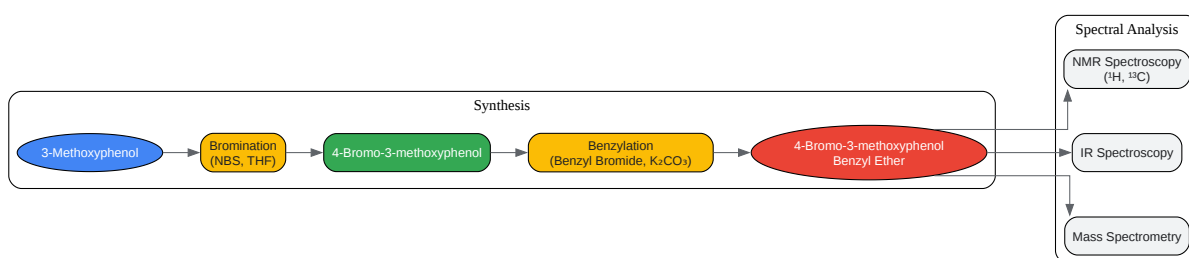 Synthesis
3-Methoxyphenol
Bromination
(NBS, THF)
4-Bromo-3-methoxyphenol
Benzylation
(Benzyl Bromide, K₂CO₃)
4-Bromo-3-methoxyphenol
Benzyl Ether
Spectral Analysis
NMR Spectroscopy
(¹H, ¹³C)
IR Spectroscopy
Mass Spectrometry